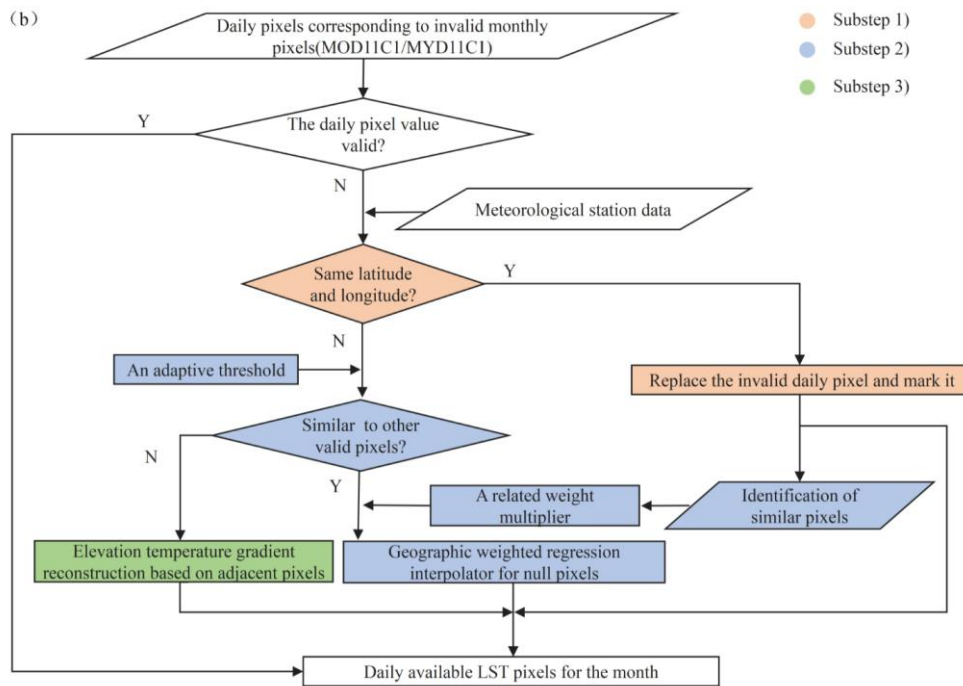 (b)
Daily pixels corresponding to invalid monthly
pixels(MOD11C1/MYD11C1)
Substep 1)
Substep 2)
Substep 3)
Y
The daily pixel value
valid?
N
Meteorological station data
Same latitude
and longitude?
Y
N
An adaptive threshold
Replace the invalid daily pixel and mark it
Similar to other
valid pixels?
N
Y
A related weight
multiplier
Identification of
similar pixels
Elevation temperature gradient
reconstruction based on adjacent pixels
Geographic weighted regression
interpolator for null pixels
Daily available LST pixels for the month